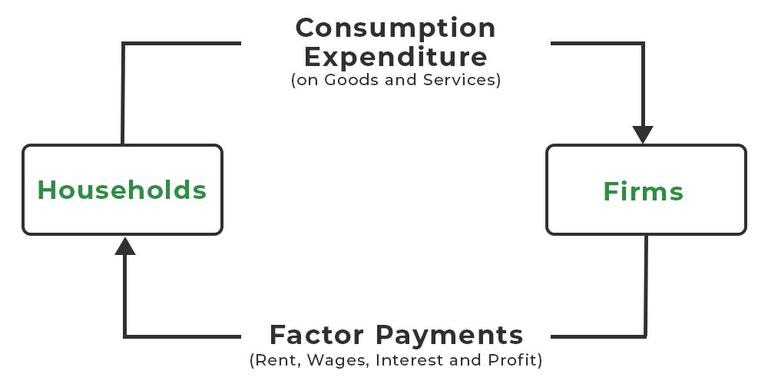 Consumption
Expenditure
(on Goods and Services)
Households
Firms
Factor Payments
(Rent, Wages, Interest and Profit)